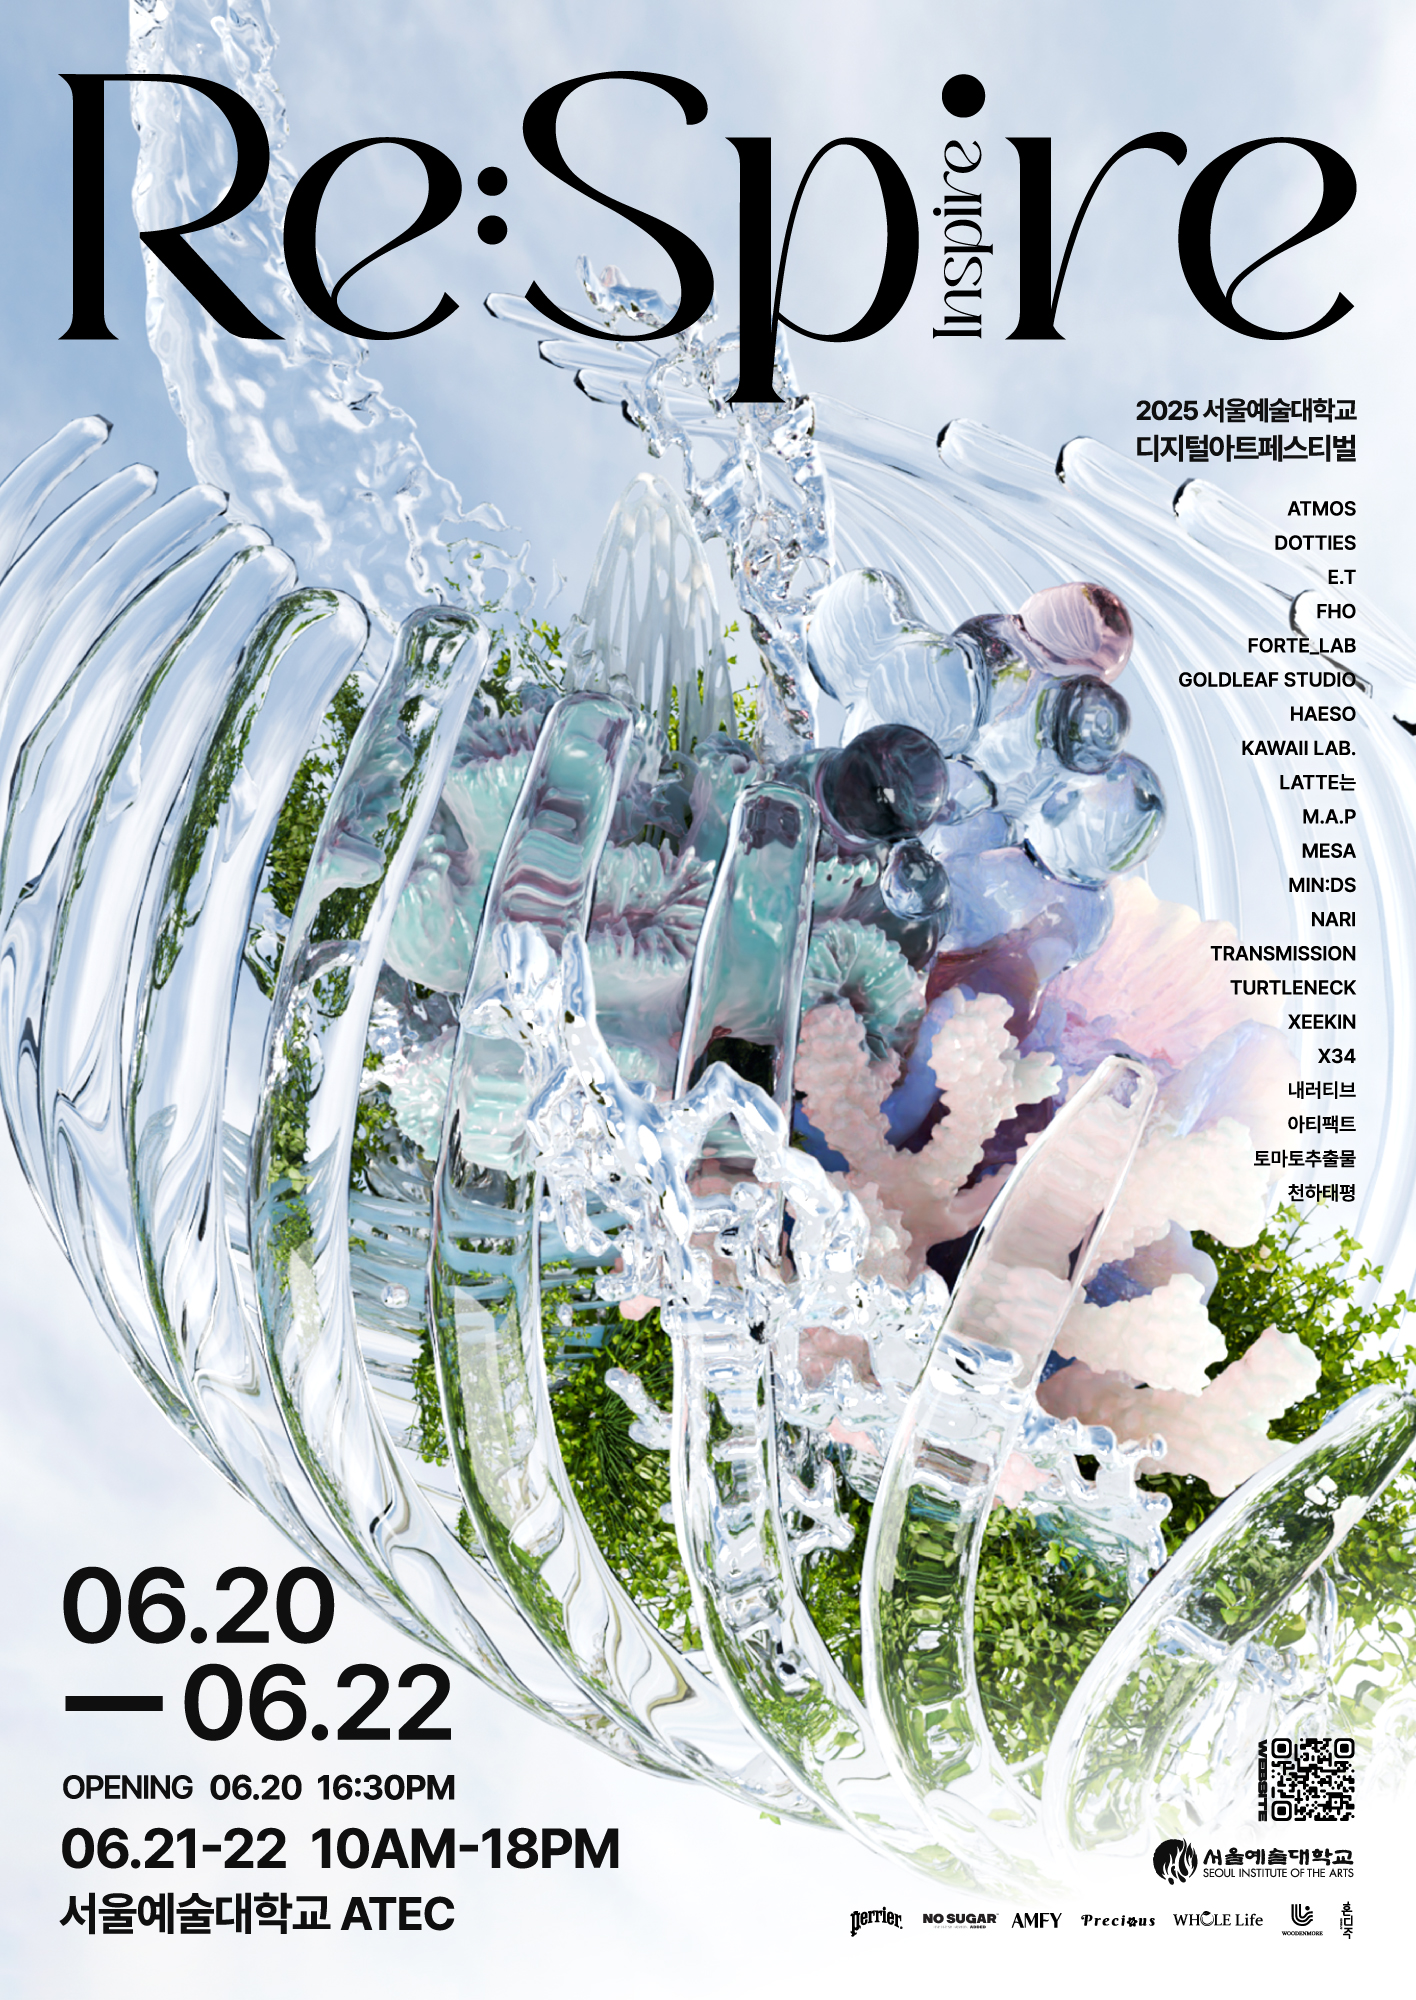 Re:Spire
Inspire
2025 서울예술대학교
디지털아트페스티벌
ATMOS
DOTTIES
E.T
FHO
FORTE_LAB
GOLDLEAF STUDIO
HAESO
KAWAII LAB.
LATTE는
M.A.P
MESA
MIN:DS
NARI
TRANSMISSION
TURTLENECK
XEEKIN
X34
내러티브
아티팩트
토마토추출물
천하태평
06.20
—06.22
OPENING 06.20 16:30PM
06.21-22 10AM-18PM
서울예술대학교 ATEC
WEBSITE
서울예술대학교
SEOUL INSTITUTE OF THE ARTS
perrier. NO SUGAR ADDED AMFY Precious WHOLE Life WOODENMORE 혼디주